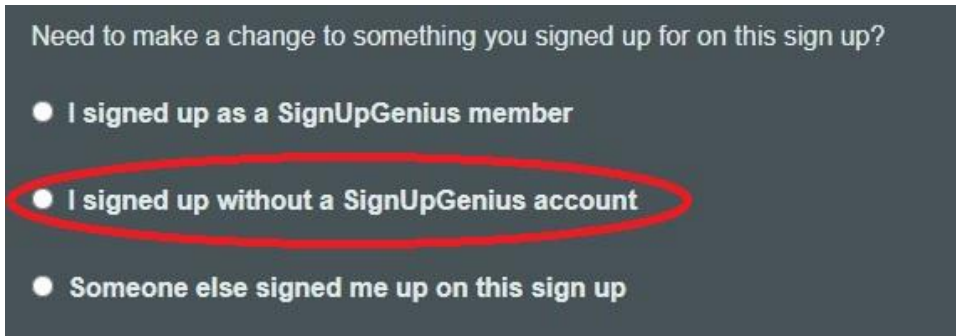 Need to make a change to something you signed up for on this sign up?
I signed up as a SignUpGenius member
I signed up without a SignUpGenius account
Someone else signed me up on this sign up